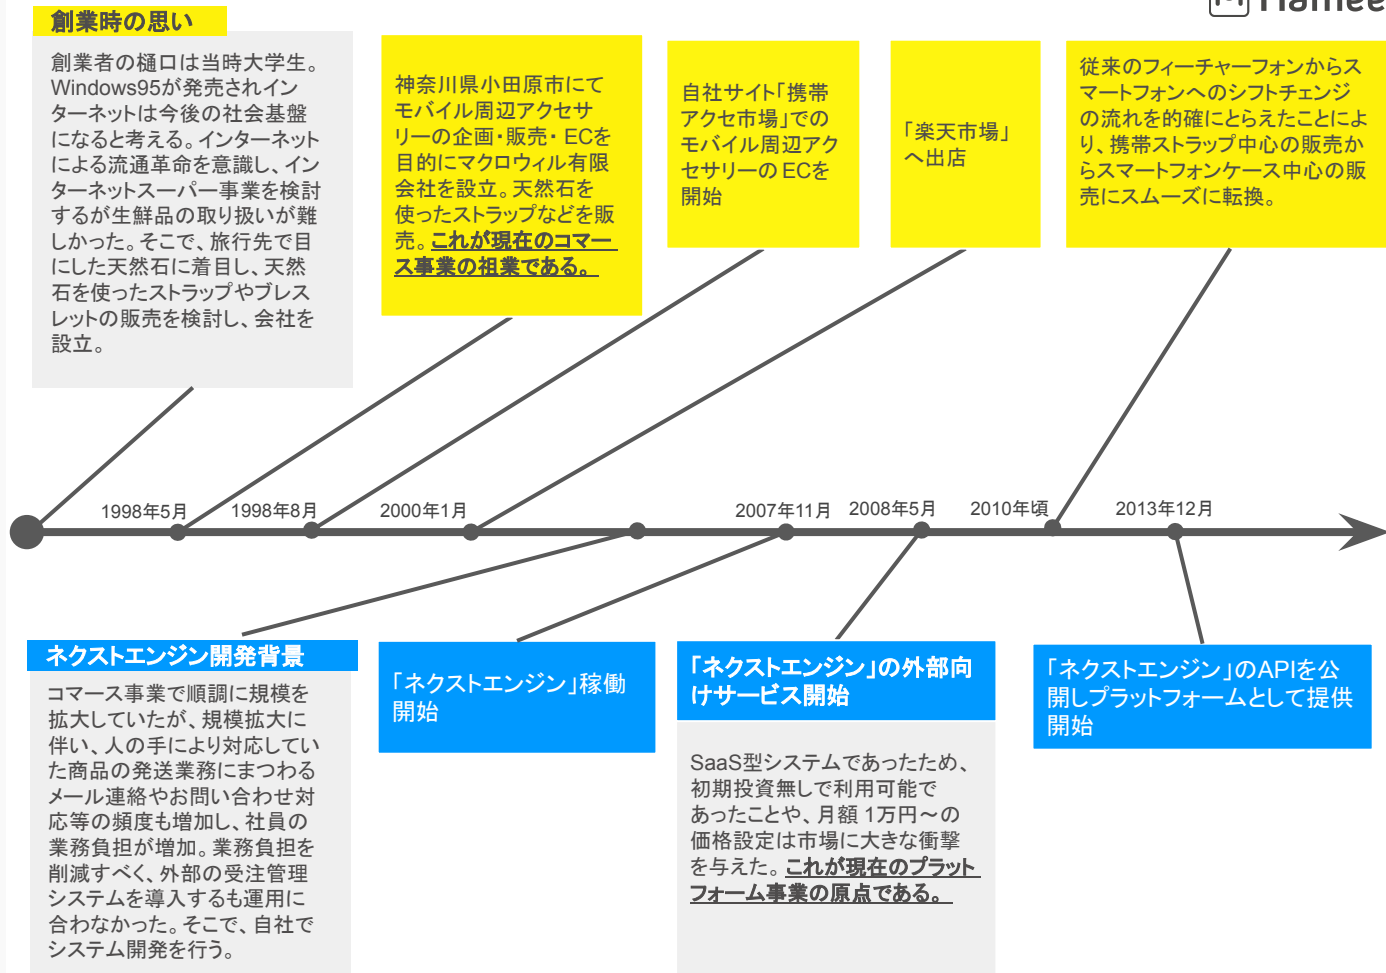 Hamee
創業時の思い
創業者の樋口は当時大学生。
Windows95が発売されイン
ターネットは今後の社会基盤
になると考える。インターネット
による流通革命を意識し、イン
ターネットスーパー事業を検討
するが生鮮品の取り扱いが難
しかった。そこで、旅行先で目
にした天然石に着目し、天然
石を使ったストラップやブレス
レットの販売を検討し、会社を
設立。
神奈川県小田原市にて
モバイル周辺アクセサ
リーの企画・販売・ ECを
目的にマクロウィル有限
会社を設立。天然石を
使ったストラップなどを販
売。これが現在のコマー
ス事業の祖業である。
自社サイト「携帯
アクセ市場」での
モバイル周辺アク
セサリーの ECを
開始
「楽天市場」
へ出店
従来のフィーチャーフォンからス
マートフォンへのシフトチェンジ
の流れを的確にとらえたことによ
り、携帯ストラップ中心の販売か
らスマートフォンケース中心の販
売にスムーズに転換。
1998年5月
1998年8月
2000年1月
2007年11月
2008年5月
2010年頃
2013年12月
ネクストエンジン開発背景
コマース事業で順調に規模を
拡大していたが、規模拡大に
伴い、人の手により対応してい
た商品の発送業務にまつわる
メール連絡やお問い合わせ対
応等の頻度も増加し、社員の
業務負担が増加。業務負担を
削減すべく、外部の受注管理
システムを導入するも運用に
合わなかった。そこで、自社で
システム開発を行う。
「ネクストエンジン」稼働
開始
「ネクストエンジン」の外部向
けサービス開始
SaaS型システムであったため、
初期投資無しで利用可能で
あったことや、月額 1万円～の
価格設定は市場に大きな衝撃
を与えた。これが現在のプラット
フォーム事業の原点である。
「ネクストエンジン」のAPIを公
開しプラットフォームとして提供
開始